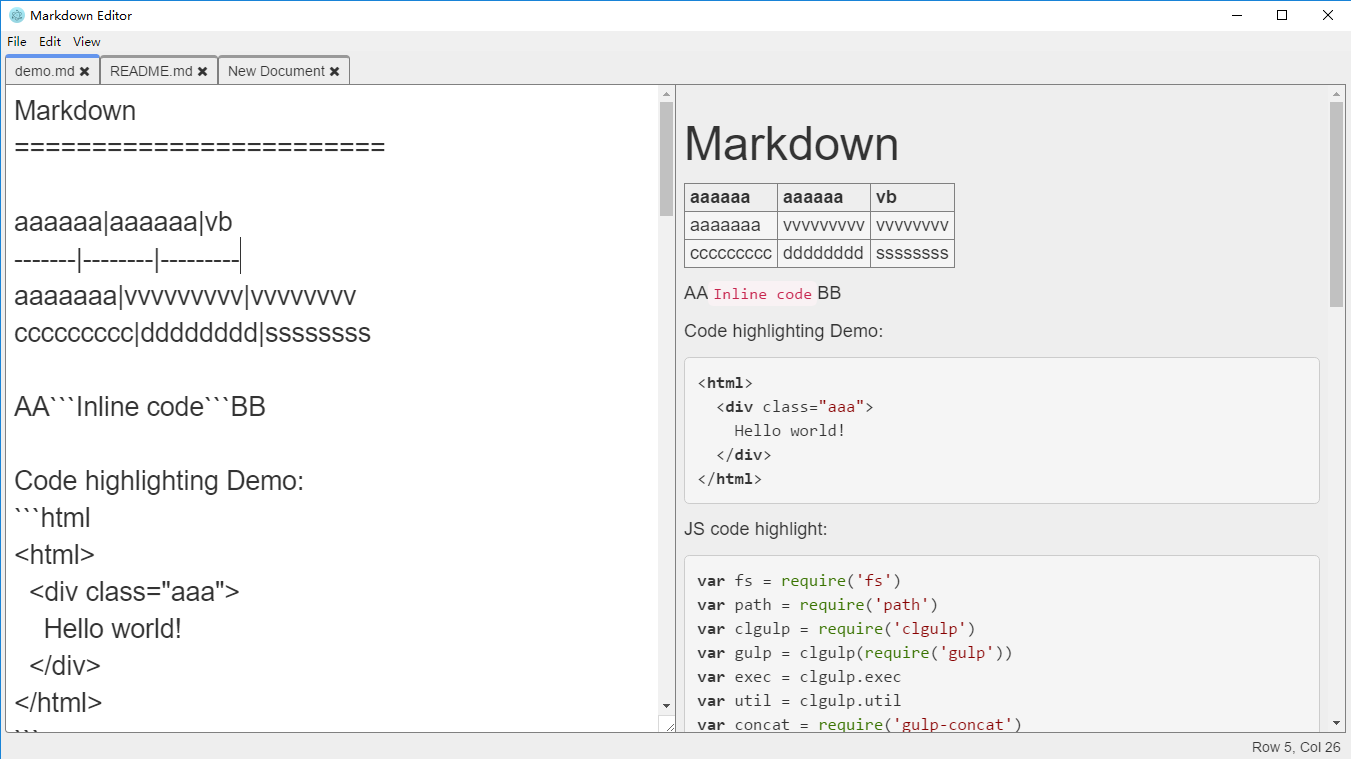 Markdown Editor
File Edit View
demo.md README.md New Document
Markdown
========================
aaaaaa|aaaaaa|vb
-------|--------|---------
aaaaaaa|vvvvvvvvv|vvvvvvvv
ccccccccc|dddddddd|ssssssss
AA```Inline code```BB
Code highlighting Demo:
```html
<html>
  <div class="aaa">
    Hello world!
  </div>
</html>
```
Markdown
aaaaaa aaaaaa vb
aaaaaaa vvvvvvvvv vvvvvvvv
ccccccccc dddddddd ssssssss
AA Inline code BB
Code highlighting Demo:
<html>
  <div class="aaa">
    Hello world!
  </div>
</html>
JS code highlight:
var fs = require('fs')
var path = require('path')
var clgulp = require('clgulp')
var gulp = clgulp(require('gulp'))
var exec = clgulp.exec
var util = clgulp.util
var concat = require('gulp-concat')
Row 5, Col 26